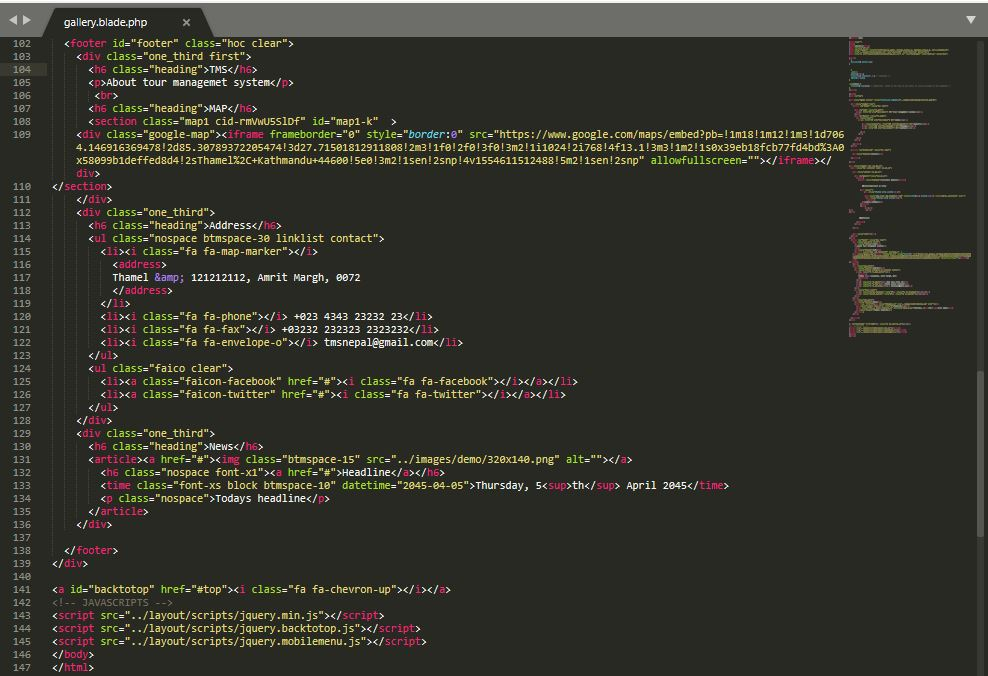 gallery.blade.php ×
102 <footer id="footer" class="hoc clear">
103 <div class="one_third first">
104 <h6 class="heading">TMS</h6>
105 <p>About tour managemet system</p>
106 <br>
107 <h6 class="heading">MAP</h6>
108 <section class="map1 cid-rmVwU5SlDf" id="map1-k" >
109 <div class="google-map"><iframe frameborder="0" style="border:0" src="https://www.google.com/maps/embed?pb=!1m18!1m12!1m3!1d706
4.146916369478!2d85.30789372205474!3d27.71501812911808!2m3!1f0!2f0!3f0!3m2!1i1024!2i768!4f13.1!3m3!1m2!1s0x39eb18fcb77fd4bd%3A0
x58099b1deffed8d4!2sThamel%2C+Kathmandu+44600!5e0!3m2!1sen!2snp!4v1554611512488!5m2!1sen!2snp" allowfullscreen=""></iframe></
div>
110 </section>
111 </div>
112 <div class="one_third">
113 <h6 class="heading">Address</h6>
114 <ul class="nospace btmspace-30 linklist contact">
115 <li><i class="fa fa-map-marker"></i>
116 <address>
117 Thamel &amp; 121212112, Amrit Margh, 0072
118 </address>
119 </li>
120 <li><i class="fa fa-phone"></i> +023 4343 23232 23</li>
121 <li><i class="fa fa-fax"></i> +03232 232323 2323232</li>
122 <li><i class="fa fa-envelope-o"></i> tmsnepal@gmail.com</li>
123 </ul>
124 <ul class="faico clear">
125 <li><a class="faicon-facebook" href="#"><i class="fa fa-facebook"></i></a></li>
126 <li><a class="faicon-twitter" href="#"><i class="fa fa-twitter"></i></a></li>
127 </ul>
128 </div>
129 <div class="one_third">
130 <h6 class="heading">News</h6>
131 <article><a href="#"><img class="btmspace-15" src="../images/demo/320x140.png" alt=""></a>
132 <h6 class="nospace font-x1"><a href="#">Headline</a></h6>
133 <time class="font-xs block btmspace-10" datetime="2045-04-05">Thursday, 5<sup>th</sup> April 2045</time>
134 <p class="nospace">Todays headline</p>
135 </article>
136 </div>
137
138 </footer>
139 </div>
140
141 <a id="backtotop" href="#top"><i class="fa fa-chevron-up"></i></a>
142 <!-- JAVASCRIPTS -->
143 <script src="../layout/scripts/jquery.min.js"></script>
144 <script src="../layout/scripts/jquery.backtotop.js"></script>
145 <script src="../layout/scripts/jquery.mobilemenu.js"></script>
146 </body>
147 </html>